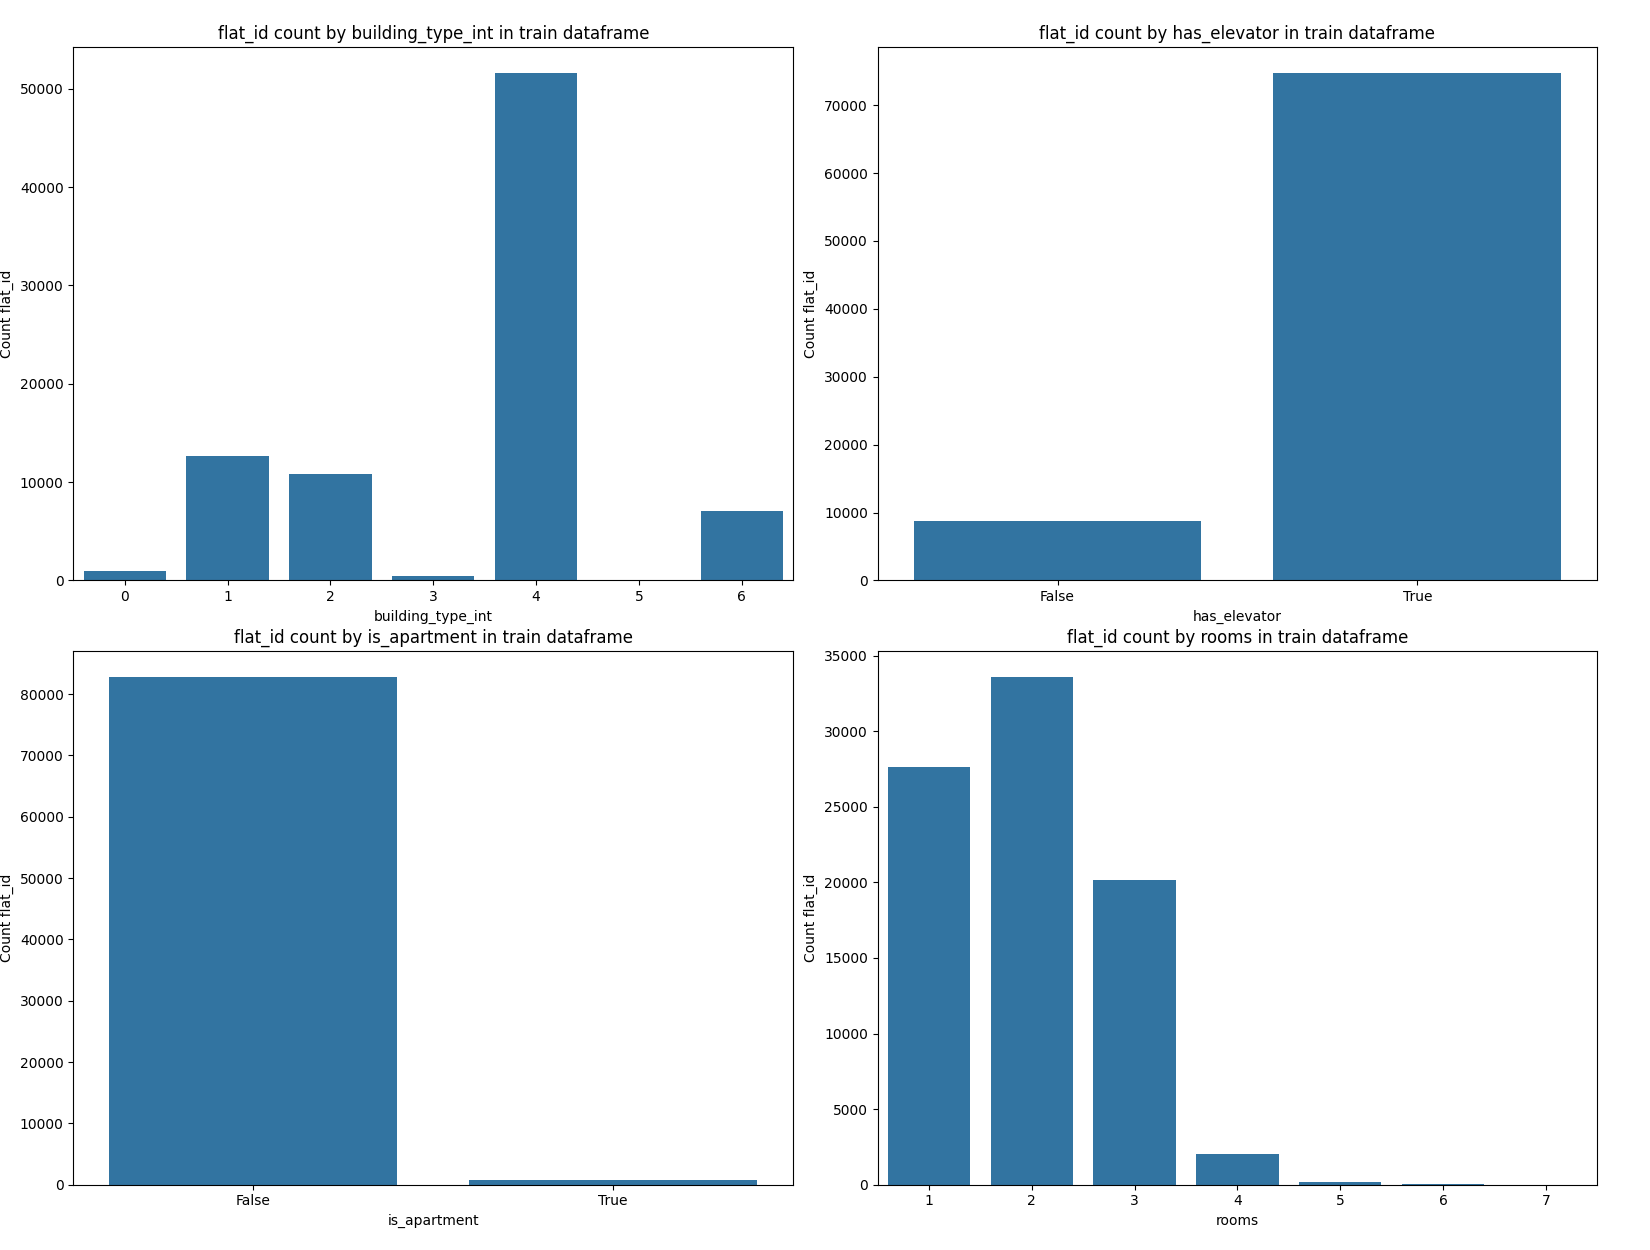 flat_id count by building_type_int in train dataframe
50000
40000
30000
20000
10000
0
Count flat_id
0 1 2 3 4 5 6
building_type_int
flat_id count by has_elevator in train dataframe
70000
60000
50000
40000
30000
20000
10000
0
Count flat_id
False True
has_elevator
flat_id count by is_apartment in train dataframe
80000
70000
60000
50000
40000
30000
20000
10000
0
Count flat_id
False True
is_apartment
flat_id count by rooms in train dataframe
35000
30000
25000
20000
15000
10000
5000
0
Count flat_id
1 2 3 4 5 6 7
rooms